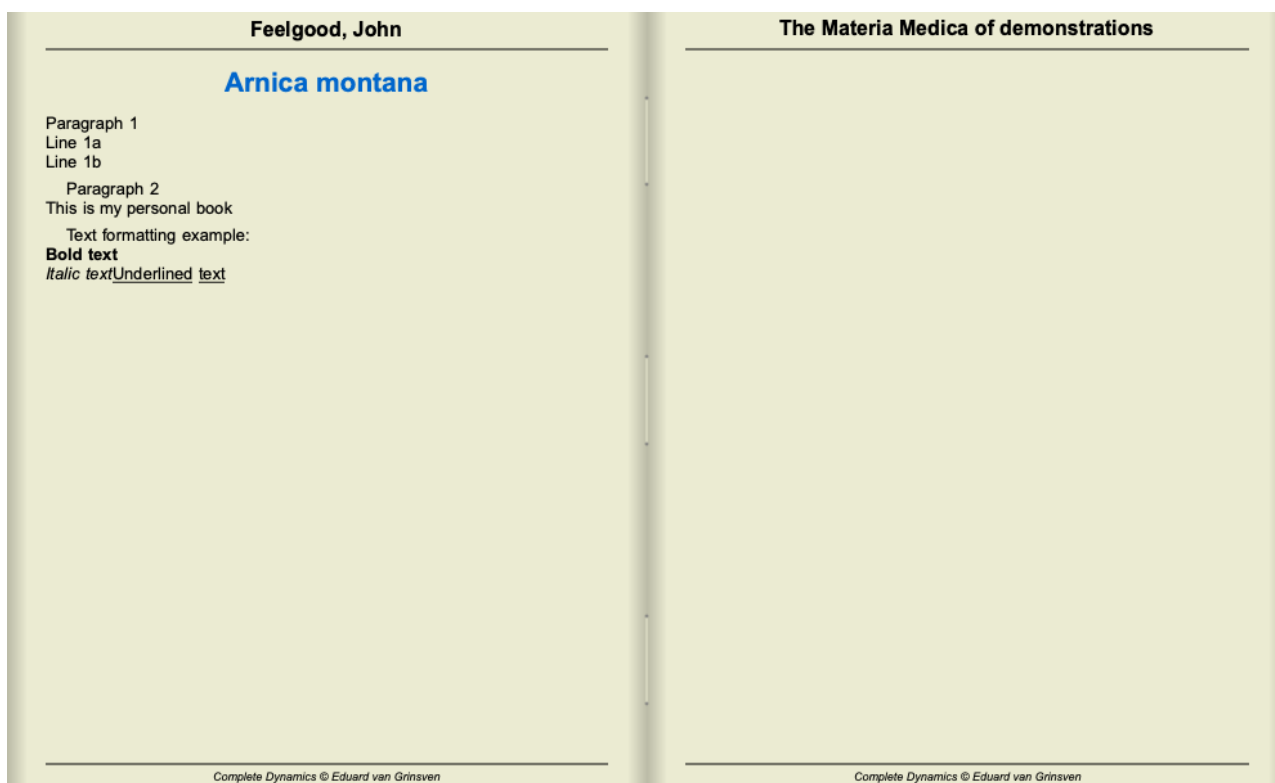 Feelgood, John
Arnica montana
Paragraph 1
Line 1a
Line 1b
Paragraph 2
This is my personal book
Text formatting example:
Bold text
Italic textUnderlined text
Complete Dynamics © Eduard van Grinsven
The Materia Medica of demonstrations
Complete Dynamics © Eduard van Grinsven